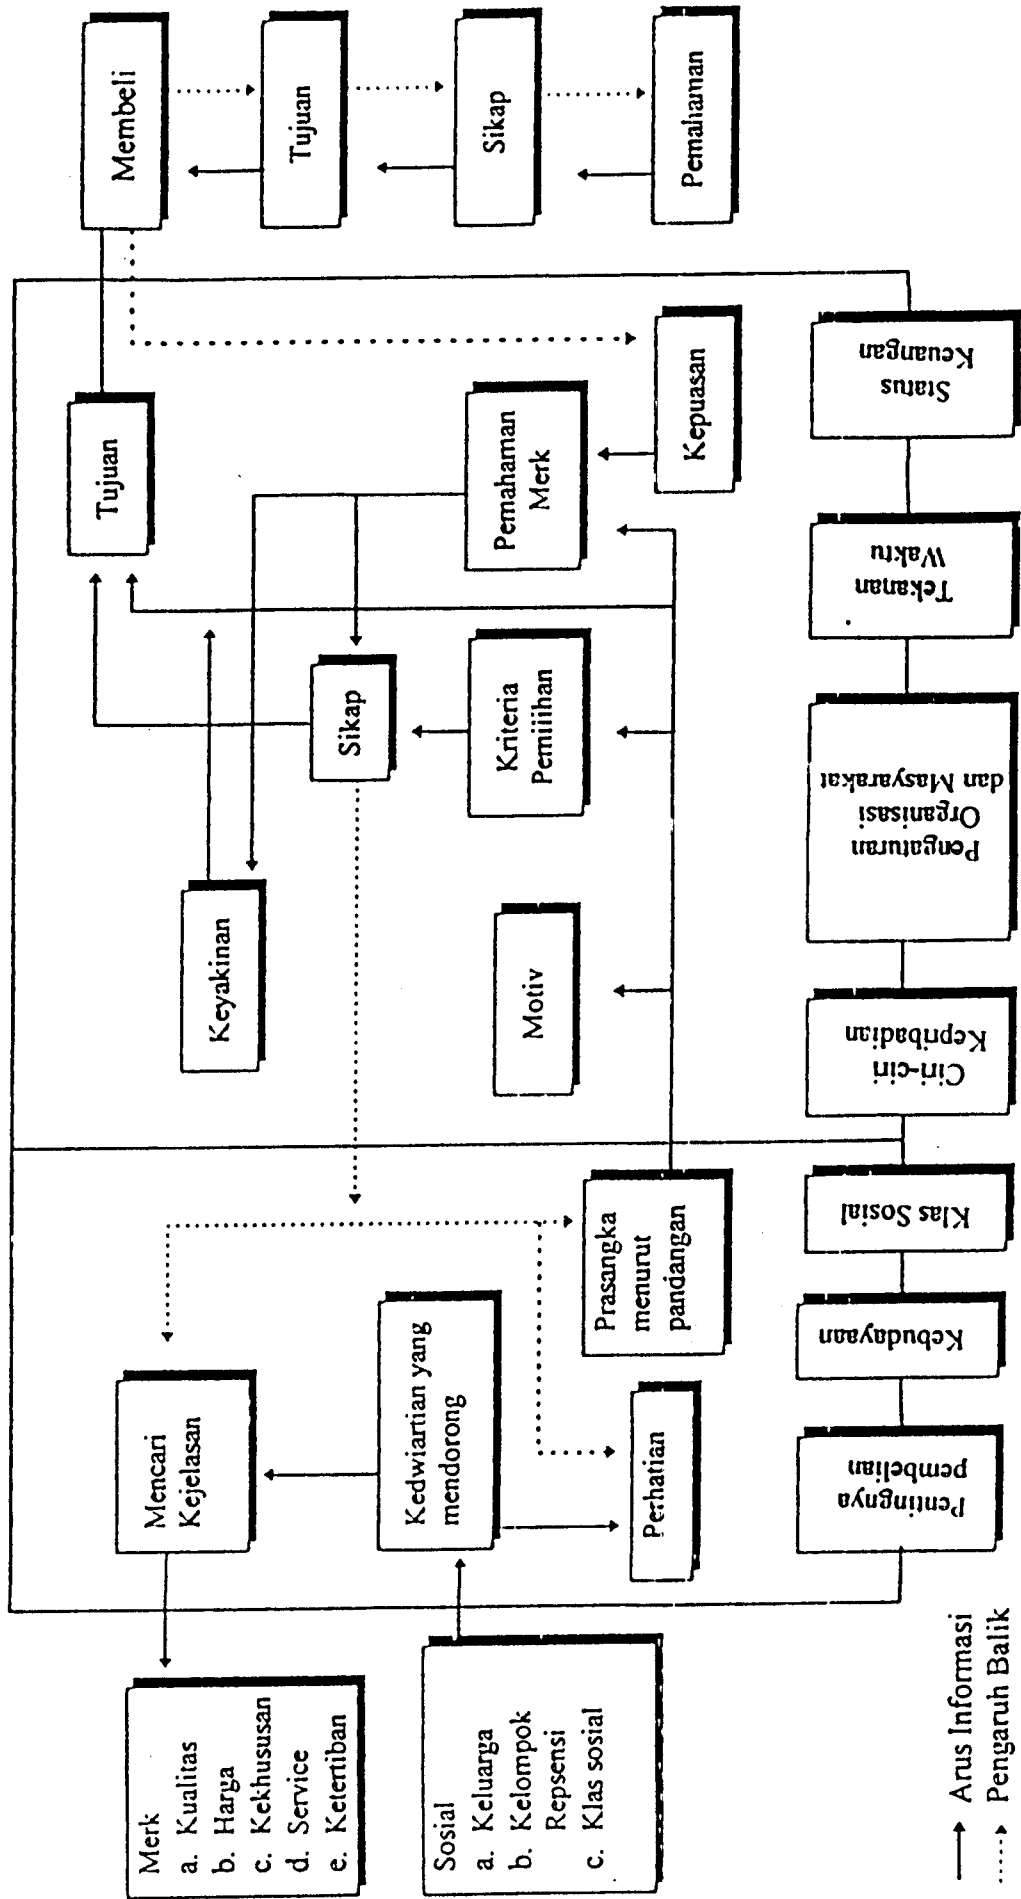 Merk
a. Kualitas
b. Harga
c. Kekhususan
d. Service
e. Ketertiban
Sosial
a. Keluarga
b. Kelompok
Repsensi
c. Klas sosial
Mencari
Kejelasan
Kedwiartian yang
mendorong
Perhatian
Prasangka
menurut
pandangan
Keyakinan
Sikap
Motiv
Kriteria
Pemilihan
Tujuan
Pemahaman
Merk
Kepuasan
Membeli
Tujuan
Sikap
Pemahaman
Pentingnya
pembelian
Kebudayaan
Klas Sosial
Ciri-ciri
Kepribadian
Pengaturan
Organisasi
dan Masyarakat
Tekanan
Waktu
Status
Keuangan
Arus Informasi
Pengaruh Balik